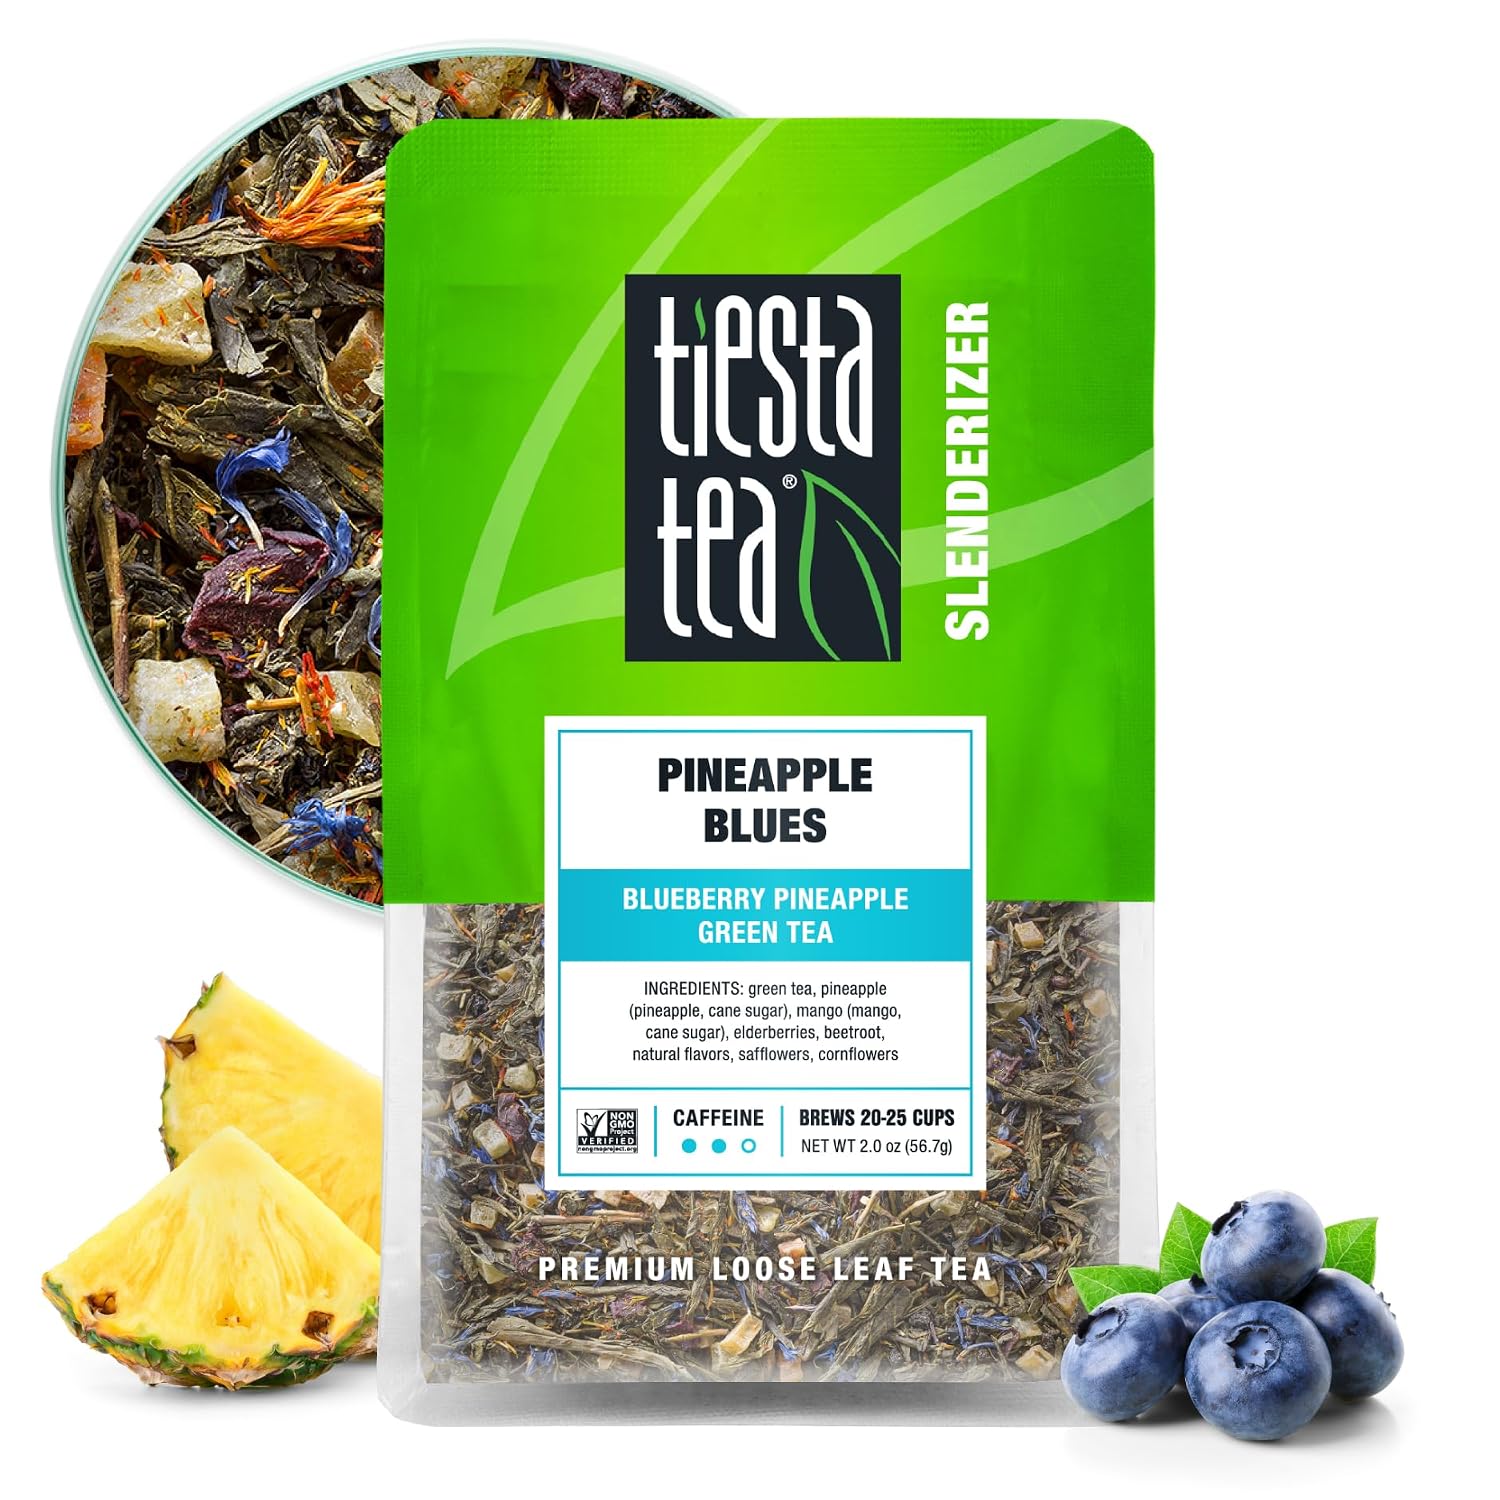 tiesta
tea®
SLENDERIZER
PINEAPPLE
BLUES
BLUEBERRY PINEAPPLE
GREEN TEA
INGREDIENTS: green tea, pineapple
(pineapple, cane sugar), mango (mango,
cane sugar), elderberries, beetroot,
natural flavors, safflowers, cornflowers
NON
GMO
Project
VERIFIED
nongmoproject.org
CAFFEINE
BREWS 20-25 CUPS
NET WT 2.0 oz (56.7g)
PREMIUM LOOSE LEAF TEA